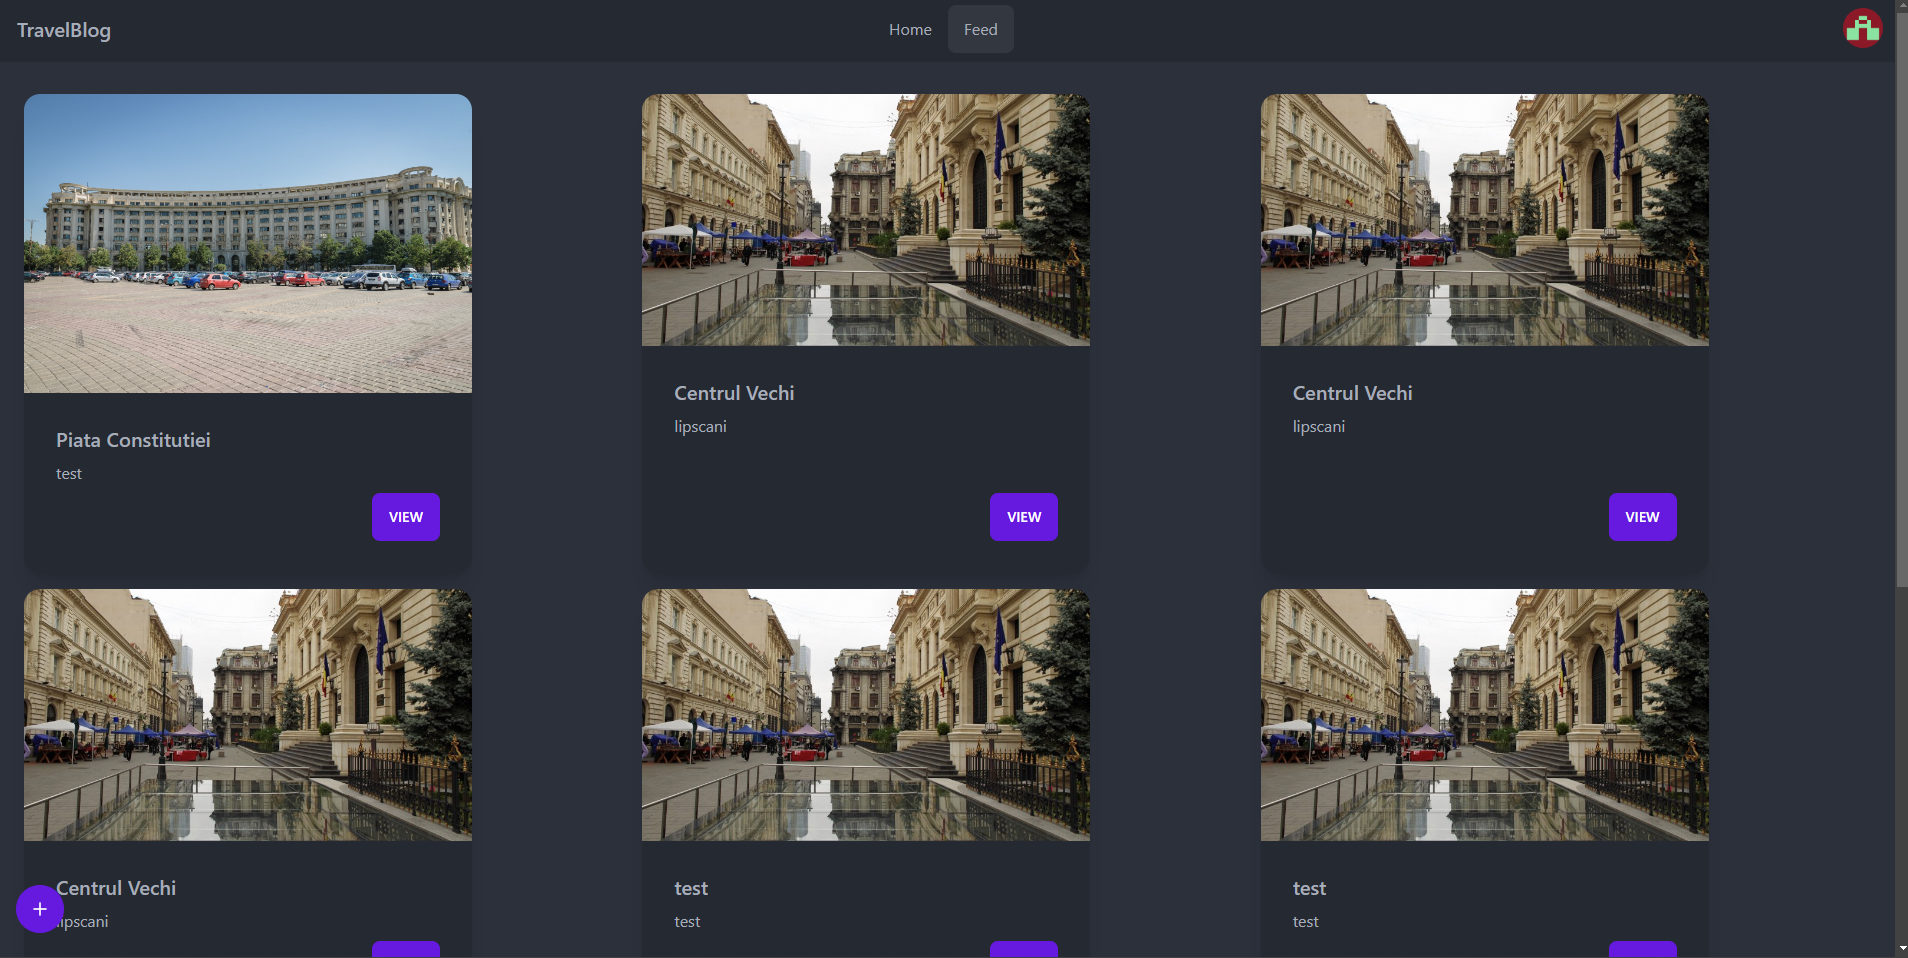 TravelBlog
Home
Feed
Piata Constitutiei
test
VIEW
Centrul Vechi
lipscani
VIEW
Centrul Vechi
lipscani
VIEW
Centrul Vechi
lipscani
+
test
test
test
test